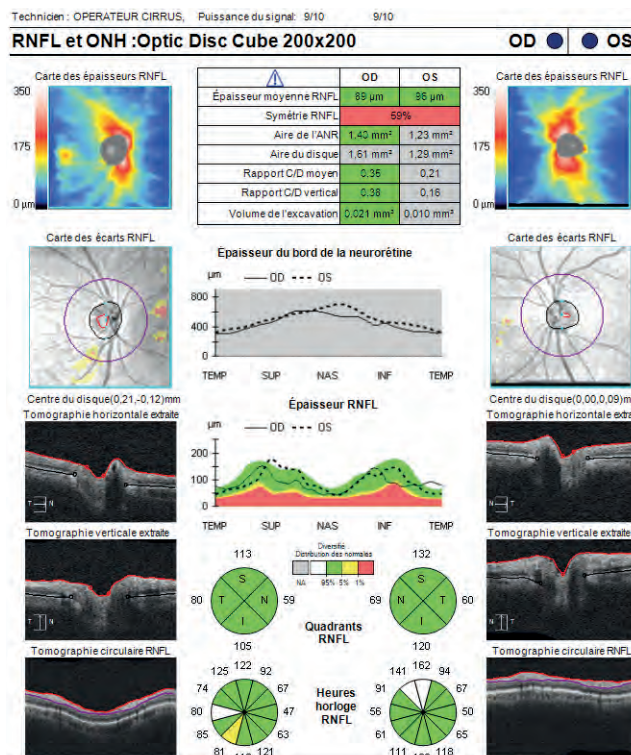 Technicien : OPERATEUR CIRRUS, Puissance du signal: 9/10 9/10
RNFL et ONH :Optic Disc Cube 200x200 OD OS
Carte des épaisseurs RNFL
350
175
0 µm
OD OS
Épaisseur moyenne RNFL 89 µm 96 µm
Symétrie RNFL 59%
Aire de l'ANR 1,40 mm² 1,23 mm²
Aire du disque 1,61 mm² 1,29 mm²
Rapport C/D moyen 0,35 0,21
Rapport C/D vertical 0,38 0,16
Volume de l'excavation 0,021 mm³ 0,010 mm³
Carte des épaisseurs RNFL
350
175
0 µm
Carte des écarts RNFL
Centre du disque(0,21,-0,12)mm
Épaisseur du bord de la neurorétine
µm OD OS
800
400
0
TEMP SUP NAS INF TEMP
Carte des écarts RNFL
Centre du disque(0,00,0,09)m
Tomographie horizontale extraite
T N
Épaisseur RNFL
µm OD OS
200
100
0
TEMP SUP NAS INF TEMP
Tomographie horizontale extraite
N T
Tomographie verticale extraite
T N
Diversifié
Distribution des normales
NA 95% 5% 1%
113
80 S T N I 59
105
Quadrants
RNFL
132
69 S N T I 60
120
Tomographie verticale extraite
N T
Tomographie circulaire RNFL
122
125 92
74 67
80 47
85 63
81 121
Heures
horloge
RNFL
162
141 94
91 67
56 50
61 65
111 118
Tomographie circulaire RNFL